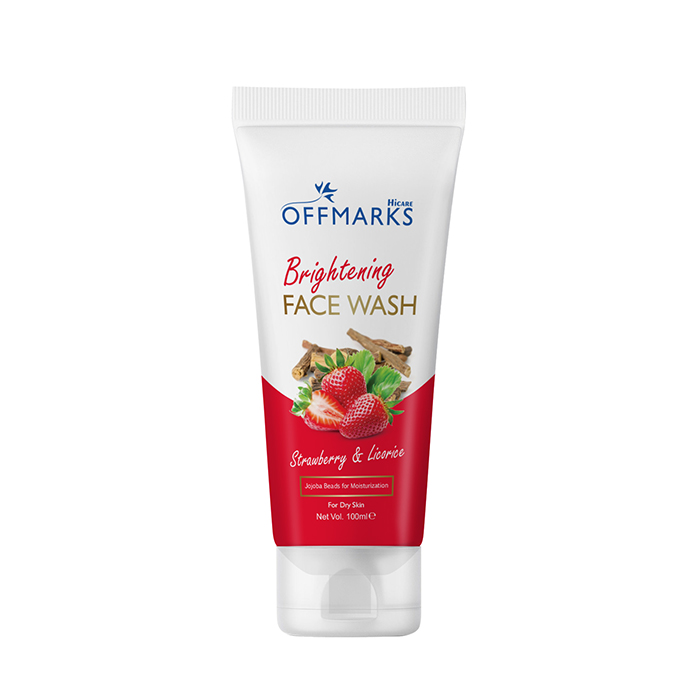 HiCARE
OFFMARKS
Brightening
FACE WASH
Strawberry & Licorice
Jojoba Beads for Moisturization
For Dry Skin
Net Vol. 100ml℮